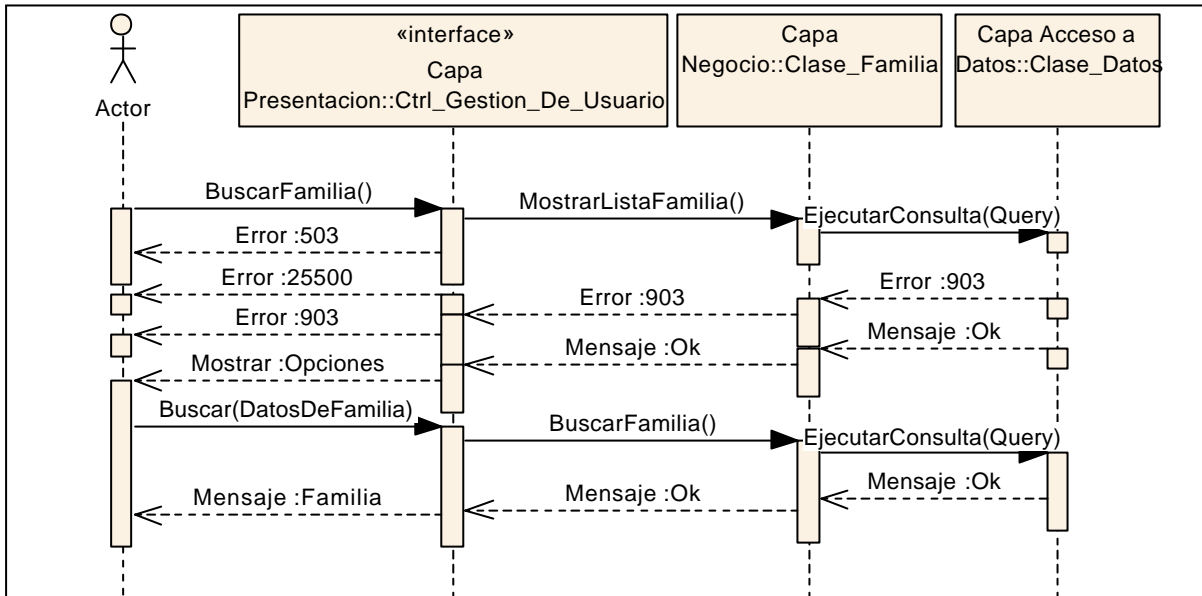 «interface»
Capa
Presentacion::Ctrl_Gestion_De_Usuario
Capa
Negocio::Clase_Familia
Capa Acceso a
Datos::Clase_Datos
Actor
BuscarFamilia()
MostrarListaFamilia()
EjecutarConsulta(Query)
Error :503
Error :25500
Error :903
Error :903
Error :903
Mensaje :Ok
Mensaje :Ok
Mostrar :Opciones
Buscar(DatosDeFamilia)
BuscarFamilia()
EjecutarConsulta(Query)
Mensaje :Ok
Mensaje :Ok
Mensaje :Familia